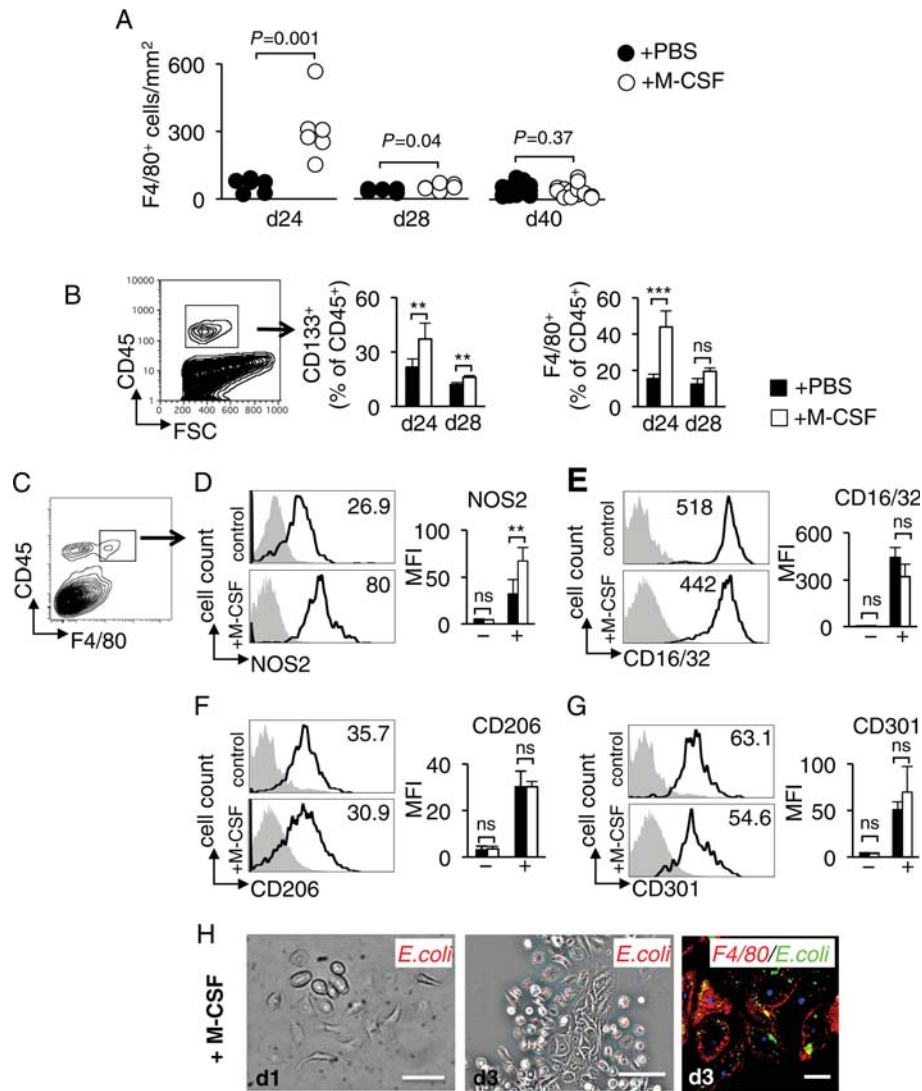 A
P=0.001
P=0.04
P=0.37
+PBS
+M-CSF
F4/80+ cells/mm²
600
300
0
d24
d28
d40
B
CD45
10000
1000
100
10
1
0 200 400 600 800 1000
FSC
CD133+
(% of CD45+)
60
30
0
**
**
d24 d28
F4/80+
(% of CD45+)
60
40
20
0
***
ns
d24 d28
+PBS
+M-CSF
C
CD45
F4/80
D
cell count
control
+M-CSF
26.9
80
NOS2
NOS2
MFI
100
50
0
ns
**
− +
E
cell count
control
+M-CSF
518
442
CD16/32
CD16/32
MFI
600
300
0
ns
ns
− +
F
cell count
control
+M-CSF
35.7
30.9
CD206
CD206
MFI
40
20
0
ns
ns
− +
G
cell count
control
+M-CSF
63.1
54.6
CD301
CD301
MFI
100
50
0
ns
ns
− +
H
+ M-CSF
E.coli
d1
E.coli
d3
F4/80/E.coli
d3